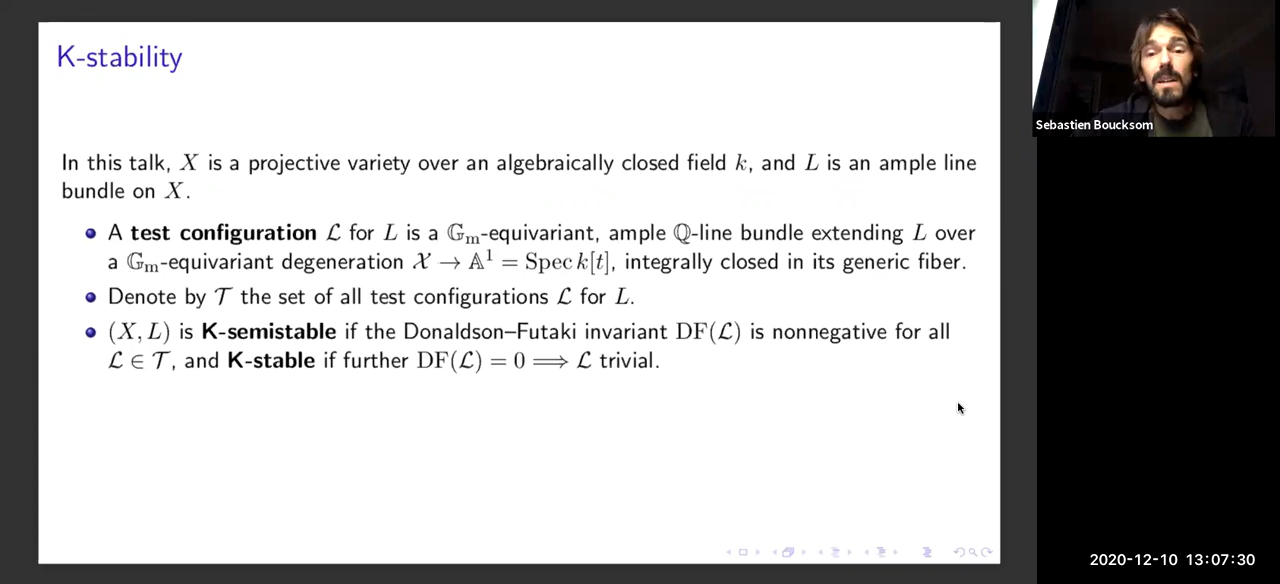 K-stability
In this talk, X is a projective variety over an algebraically closed field k, and L is an ample line
bundle on X.
A test configuration ℒ for L is a 𝔾ₘ-equivariant, ample ℚ-line bundle extending L over
a 𝔾ₘ-equivariant degeneration 𝒳 → 𝔸¹ = Spec k[t], integrally closed in its generic fiber.
Denote by 𝒯 the set of all test configurations ℒ for L.
(X, L) is K-semistable if the Donaldson–Futaki invariant DF(ℒ) is nonnegative for all
ℒ ∈ 𝒯, and K-stable if further DF(ℒ) = 0 ⟹ ℒ trivial.
Sebastien Boucksom
2020-12-10 13:07:30